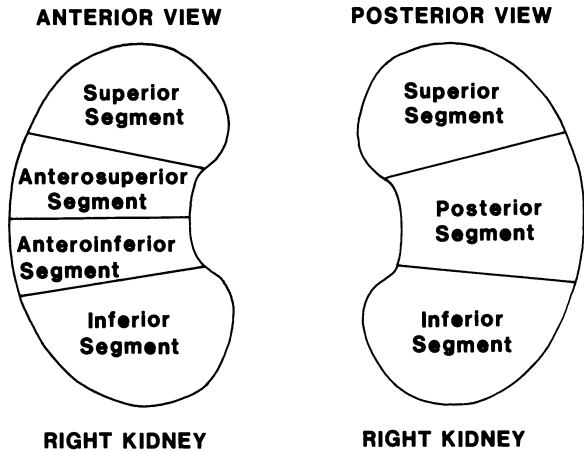 ANTERIOR VIEW
Superior
Segment
Anterosuperior
Segment
Anteroinferior
Segment
Inferior
Segment
RIGHT KIDNEY
POSTERIOR VIEW
Superior
Segment
Posterior
Segment
Inferior
Segment
RIGHT KIDNEY